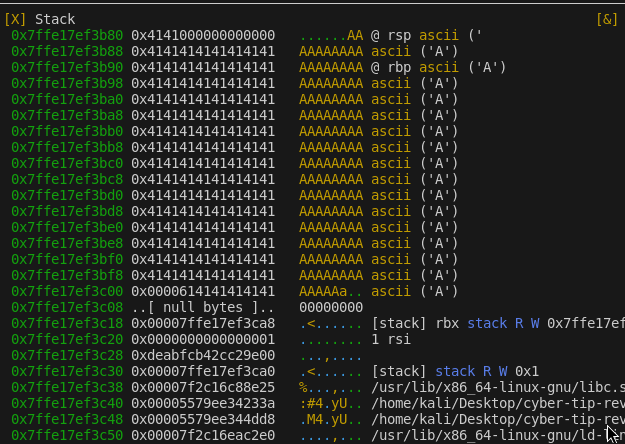 [X] Stack [&]
0x7ffe17ef3b80 0x4141000000000000 ......AA @ rsp ascii ('
0x7ffe17ef3b88 0x4141414141414141 AAAAAAAA ascii ('A')
0x7ffe17ef3b90 0x4141414141414141 AAAAAAAA @ rbp ascii ('A')
0x7ffe17ef3b98 0x4141414141414141 AAAAAAAA ascii ('A')
0x7ffe17ef3ba0 0x4141414141414141 AAAAAAAA ascii ('A')
0x7ffe17ef3ba8 0x4141414141414141 AAAAAAAA ascii ('A')
0x7ffe17ef3bb0 0x4141414141414141 AAAAAAAA ascii ('A')
0x7ffe17ef3bb8 0x4141414141414141 AAAAAAAA ascii ('A')
0x7ffe17ef3bc0 0x4141414141414141 AAAAAAAA ascii ('A')
0x7ffe17ef3bc8 0x4141414141414141 AAAAAAAA ascii ('A')
0x7ffe17ef3bd0 0x4141414141414141 AAAAAAAA ascii ('A')
0x7ffe17ef3bd8 0x4141414141414141 AAAAAAAA ascii ('A')
0x7ffe17ef3be0 0x4141414141414141 AAAAAAAA ascii ('A')
0x7ffe17ef3be8 0x4141414141414141 AAAAAAAA ascii ('A')
0x7ffe17ef3bf0 0x4141414141414141 AAAAAAAA ascii ('A')
0x7ffe17ef3bf8 0x4141414141414141 AAAAAAAA ascii ('A')
0x7ffe17ef3c00 0x0000614141414141 AAAAAa.. ascii ('A')
0x7ffe17ef3c08 ..[ null bytes ].. 00000000
0x7ffe17ef3c18 0x00007ffe17ef3ca8 .<...... [stack] rbx stack R W 0x7ffe17ef
0x7ffe17ef3c20 0x0000000000000001 ........ 1 rsi
0x7ffe17ef3c28 0xdeabfcb42cc29e00 ...,....
0x7ffe17ef3c30 0x00007ffe17ef3ca0 .<...... [stack] stack R W 0x1
0x7ffe17ef3c38 0x00007f2c16c88e25 %...,... /usr/lib/x86_64-linux-gnu/libc.s
0x7ffe17ef3c40 0x00005579ee34233a :#4.yU.. /home/kali/Desktop/cyber-tip-rev
0x7ffe17ef3c48 0x00005579ee344dd8 .M4.yU.. /home/kali/Desktop/cyber-tip-rev
0x7ffe17ef3c50 0x00007f2c16eac2e0 ....,... /usr/lib/x86_64-linux-gnu/ld-